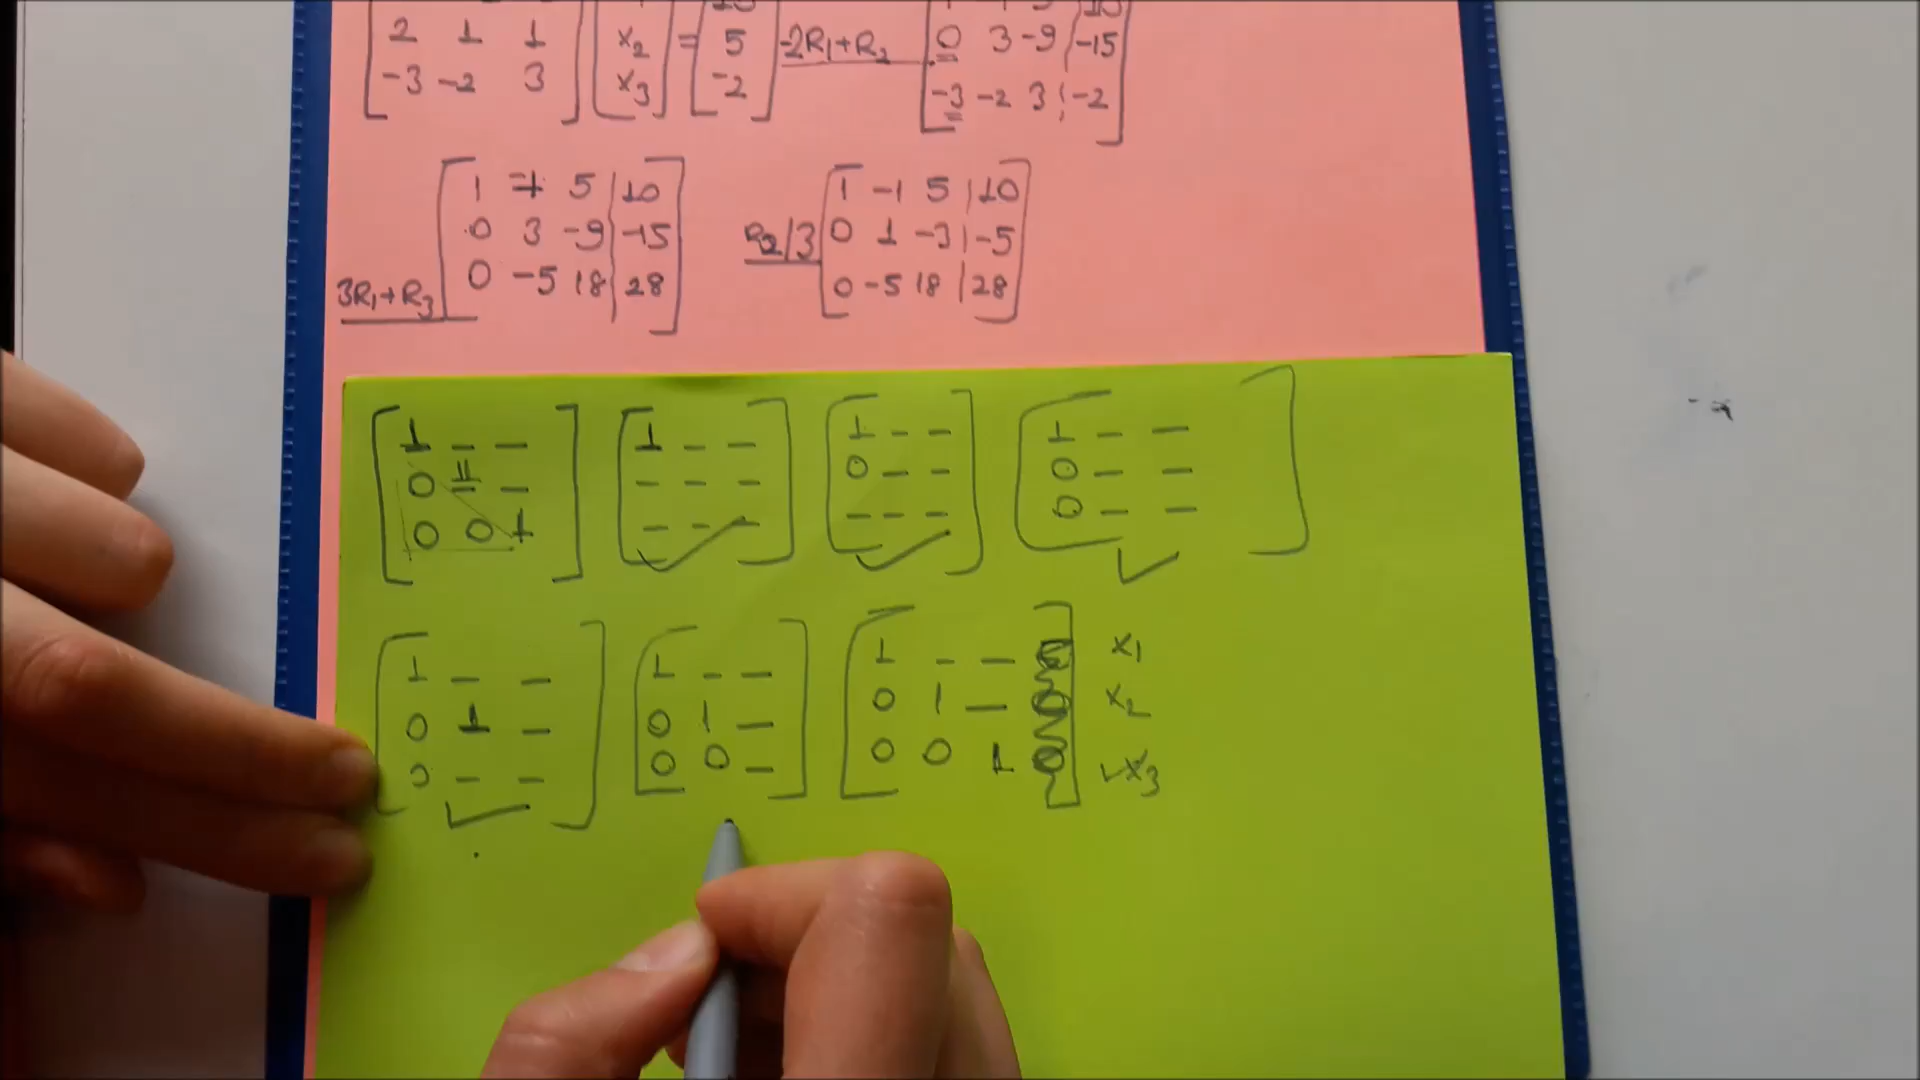 2 1 1 x2 = 5 -2R1+R2 0 3 -9 | -15
-3 -2 3 x3 -2 -3 -2 3 | -2
1 -1 5 | 10 1 -1 5 | 10
0 3 -9 | -15 R2/3 0 1 -3 | -5
3R1+R3 0 -5 18 | 28 0 -5 18 | 28
1 _ _ 1 _ _ 1 _ _ 1 _ _
0 1 _ _ _ _ 0 _ _ 0 _ _
0 0 1 _ _ _ _ _ _ 0 _ _
1 _ _ 1 _ _ 1 _ _ x1
0 1 _ 0 1 _ 0 1 _ x2
0 _ _ 0 0 _ 0 0 1 ✓x3